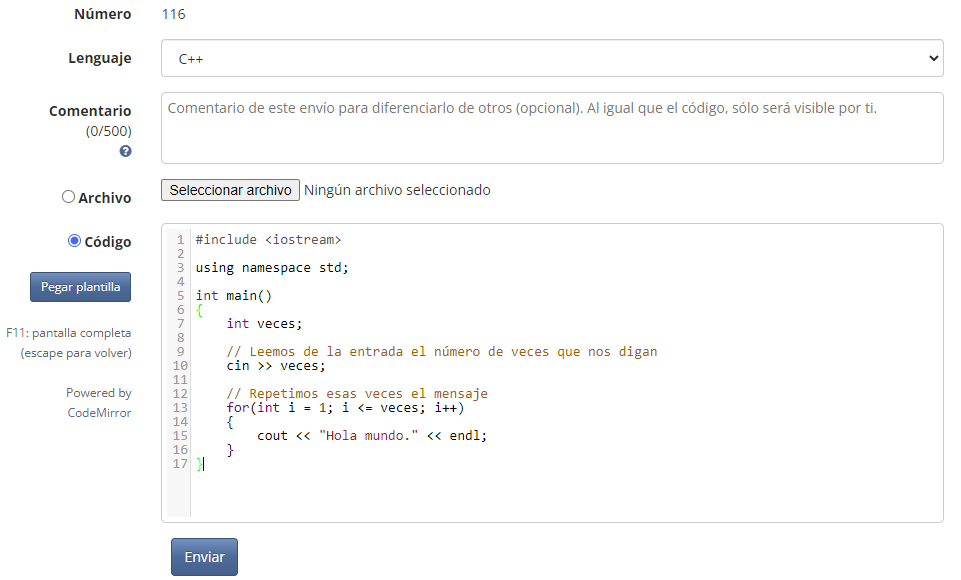 Número 116
Lenguaje C++
Comentario
(0/500)
?
Comentario de este envío para diferenciarlo de otros (opcional). Al igual que el código, sólo será visible por ti.
Archivo Seleccionar archivo Ningún archivo seleccionado
Código
Pegar plantilla
F11: pantalla completa
(escape para volver)
Powered by
CodeMirror
1 #include <iostream>
2
3 using namespace std;
4
5 int main()
6 {
7     int veces;
8
9     // Leemos de la entrada el número de veces que nos digan
10     cin >> veces;
11
12     // Repetimos esas veces el mensaje
13     for(int i = 1; i <= veces; i++)
14     {
15         cout << "Hola mundo." << endl;
16     }
17 }
Enviar